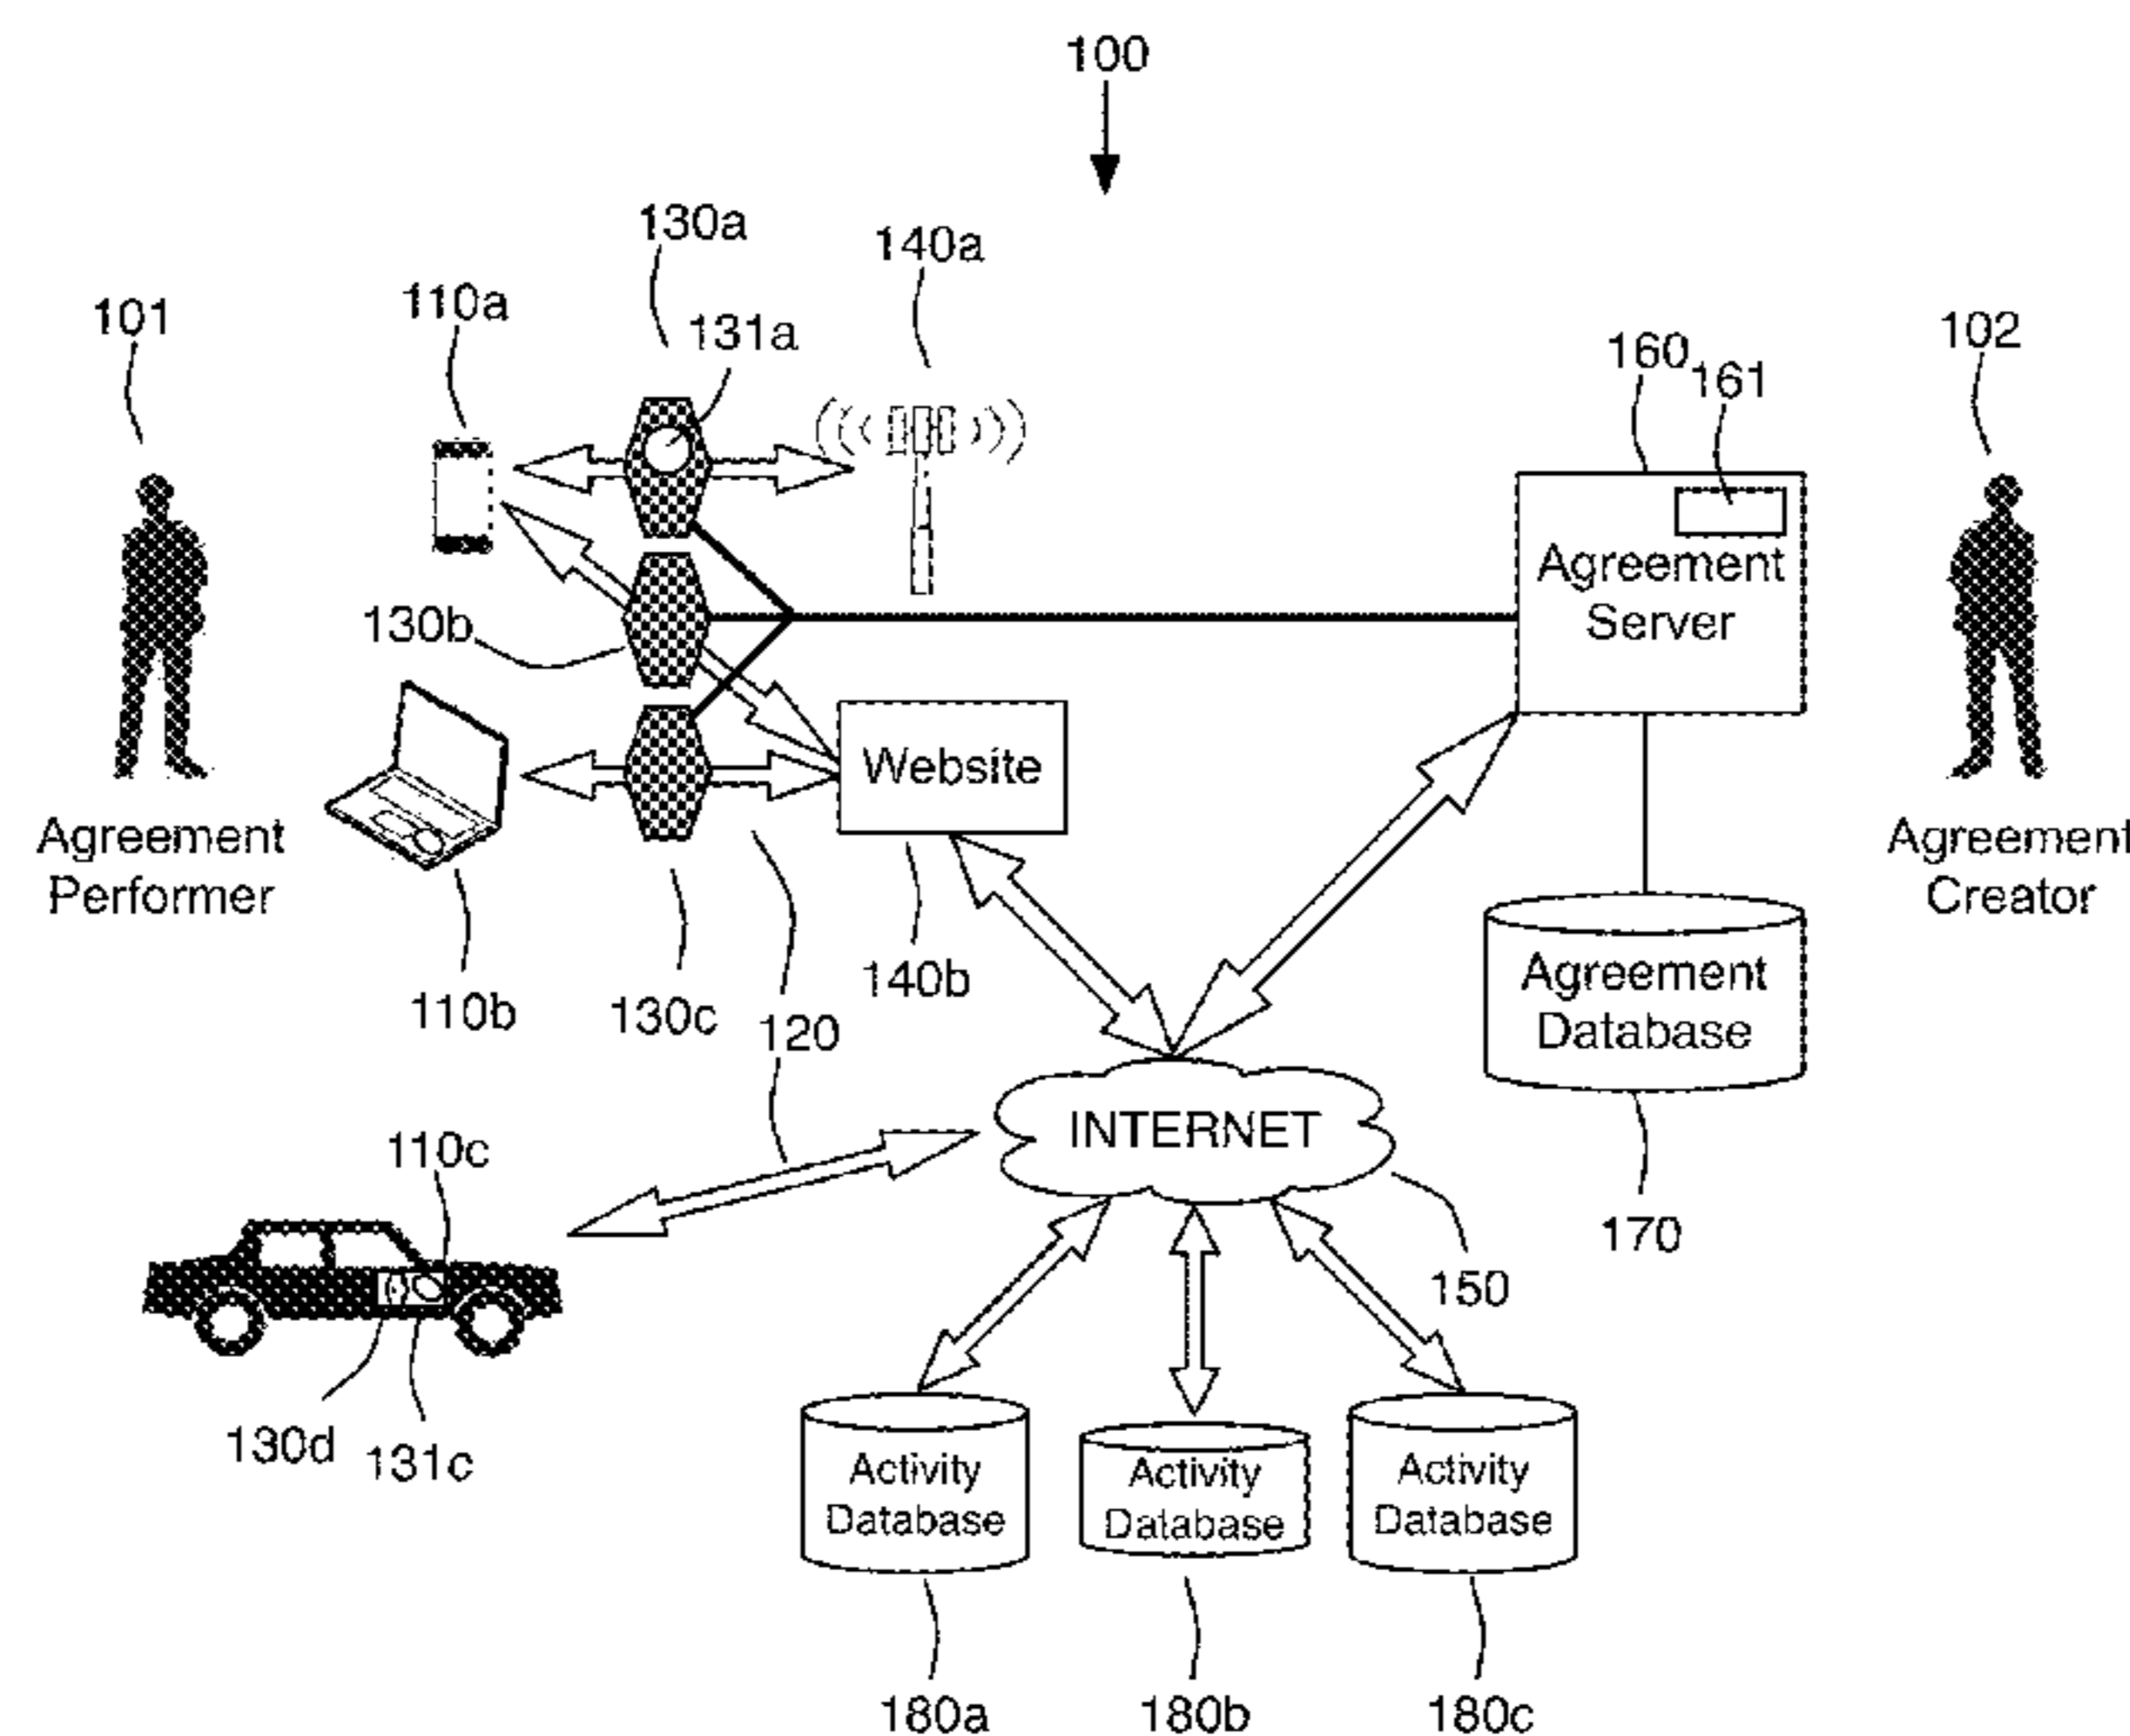 100
130a
140a
110a
131a
101
102
160
161
Agreement
Server
130b
Website
Agreement
Performer
Agreement
Creator
140b
110b
130c
120
Agreement
Database
INTERNET
110c
170
150
130d
131c
Activity
Database
Activity
Database
Activity
Database
180a
180b
180c